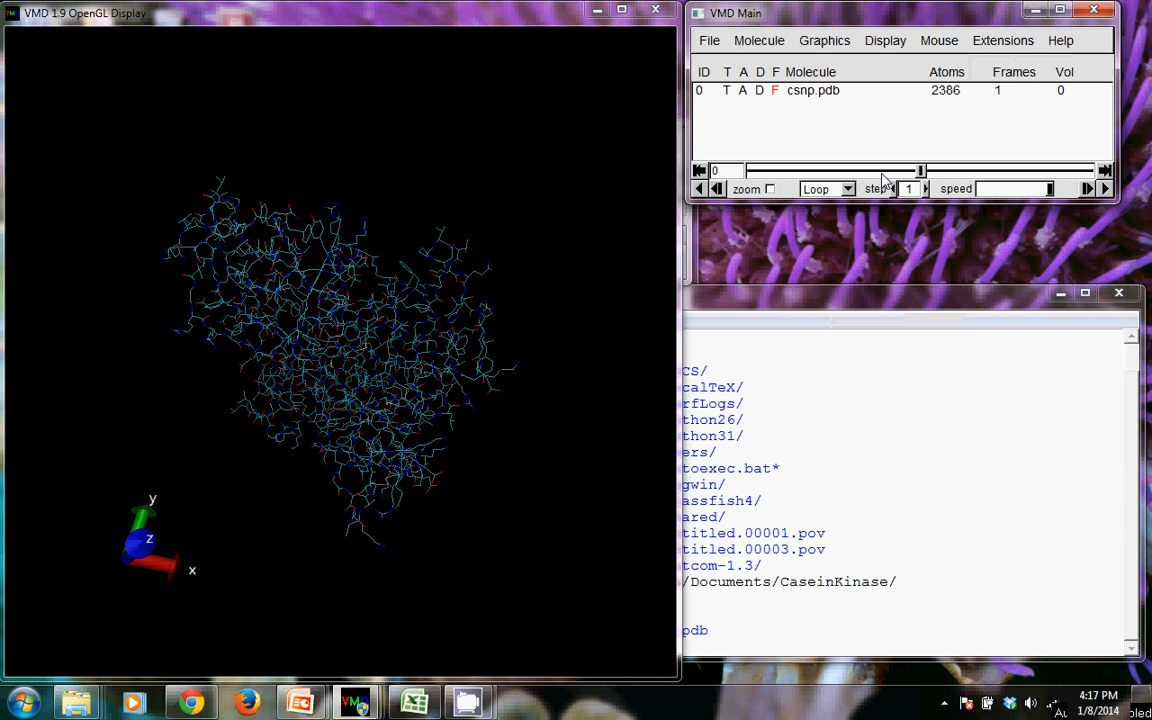 VMD 1.9 OpenGL Display
y
z
x
VMD Main
File Molecule Graphics Display Mouse Extensions Help
ID T A D F Molecule Atoms Frames Vol
0 T A D F csnp.pdb 2386 1 0
0
zoom Loop step 1 speed
CS/
calTeX/
rfLogs/
thon26/
thon31/
ers/
toexec.bat*
gwin/
assfish4/
ared/
titled.00001.pov
titled.00003.pov
tcom-1.3/
/Documents/CaseinKinase/
pdb
4:17 PM
1/8/2014